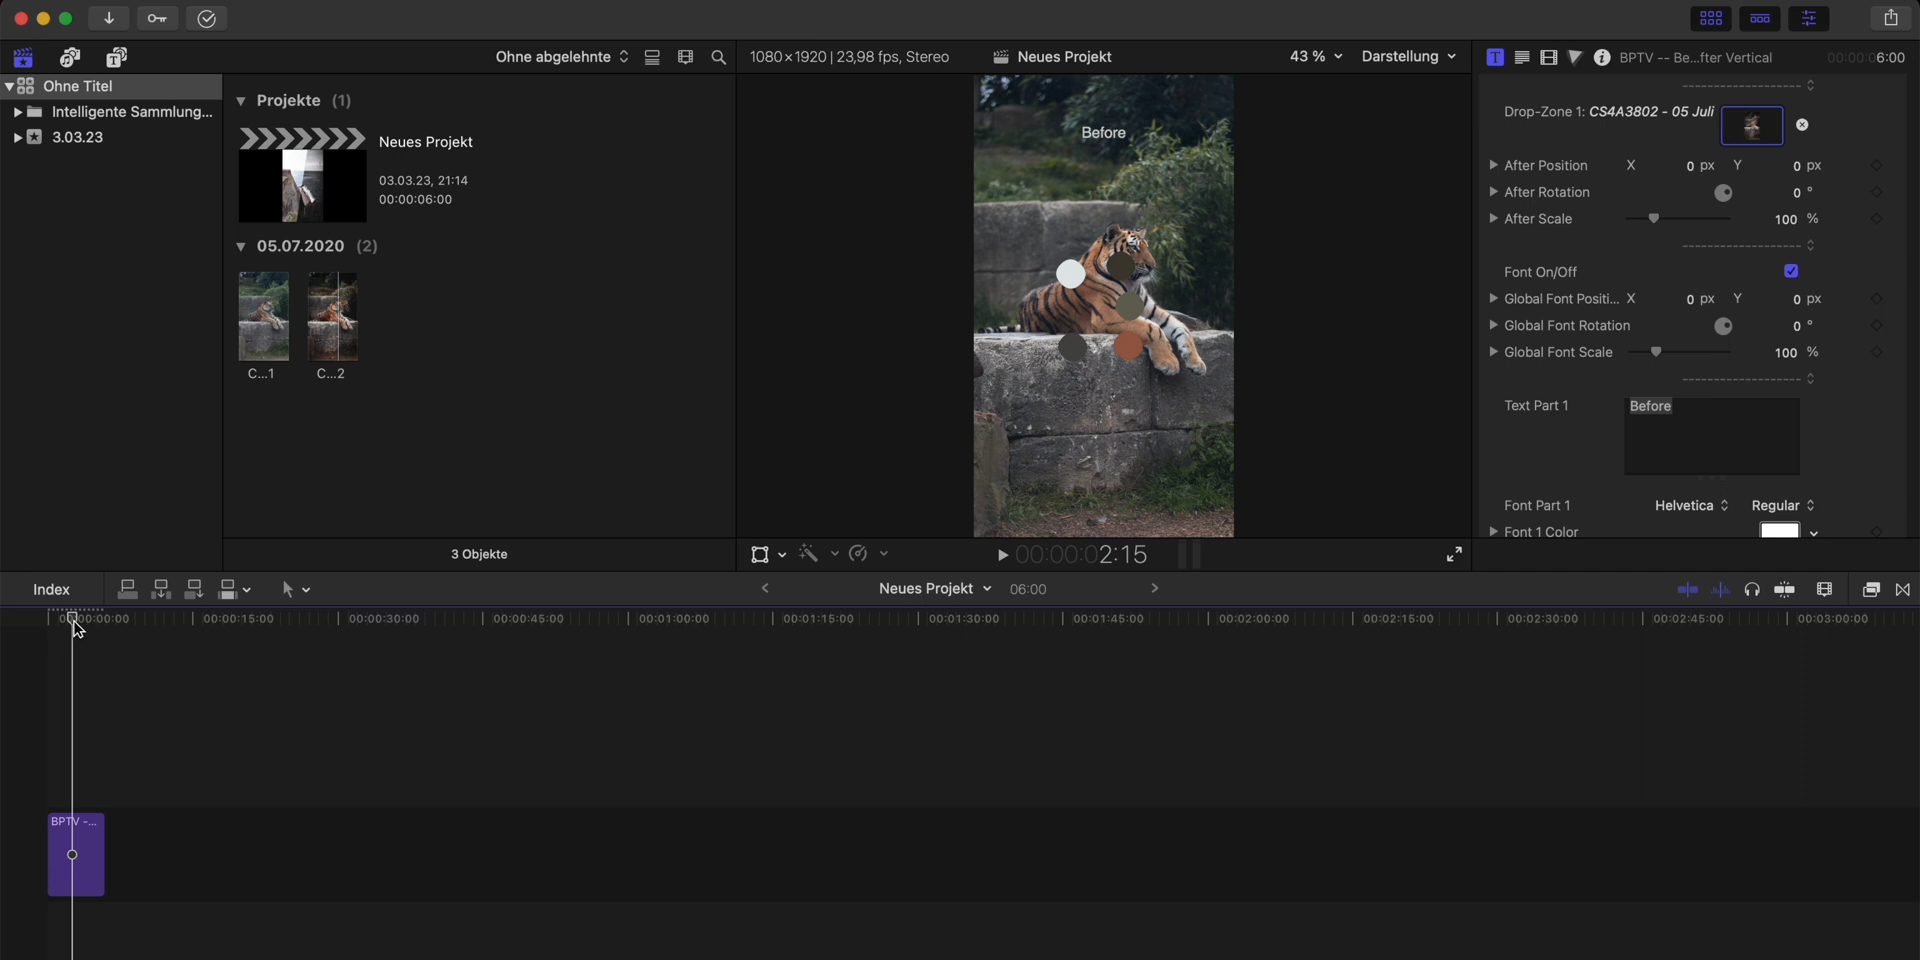 Ohne abgelehnte
1080×1920 | 23,98 fps, Stereo
Neues Projekt
43 %
Darstellung
BPTV -- Be...fter Vertical
00:00:06:00
Ohne Titel
Intelligente Sammlung...
3.03.23
Projekte (1)
Neues Projekt
03.03.23, 21:14
00:00:06:00
05.07.2020 (2)
C...1
C...2
3 Objekte
Before
00:00:02:15
Drop-Zone 1: CS4A3802 - 05 Juli
After Position X 0 px Y 0 px
After Rotation 0 °
After Scale 100 %
Font On/Off
Global Font Positi... X 0 px Y 0 px
Global Font Rotation 0 °
Global Font Scale 100 %
Text Part 1 Before
Font Part 1 Helvetica Regular
Font 1 Color
Index
Neues Projekt 06:00
00:00:00:00 00:00:15:00 00:00:30:00 00:00:45:00 00:01:00:00 00:01:15:00 00:01:30:00 00:01:45:00 00:02:00:00 00:02:15:00 00:02:30:00 00:02:45:00 00:03:00:00
BPTV -...